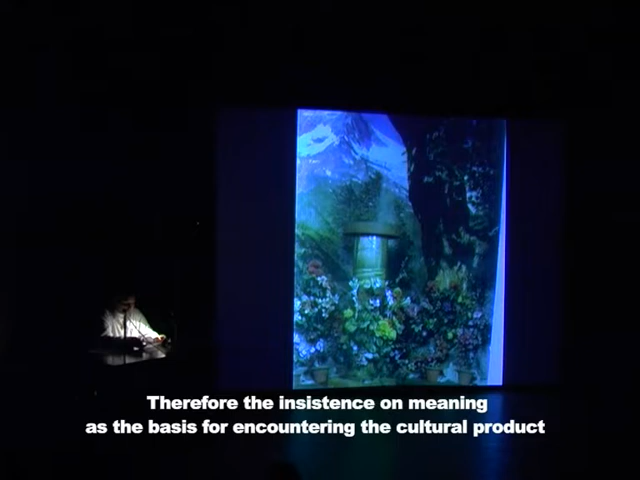 Therefore the insistence on meaning
as the basis for encountering the cultural product